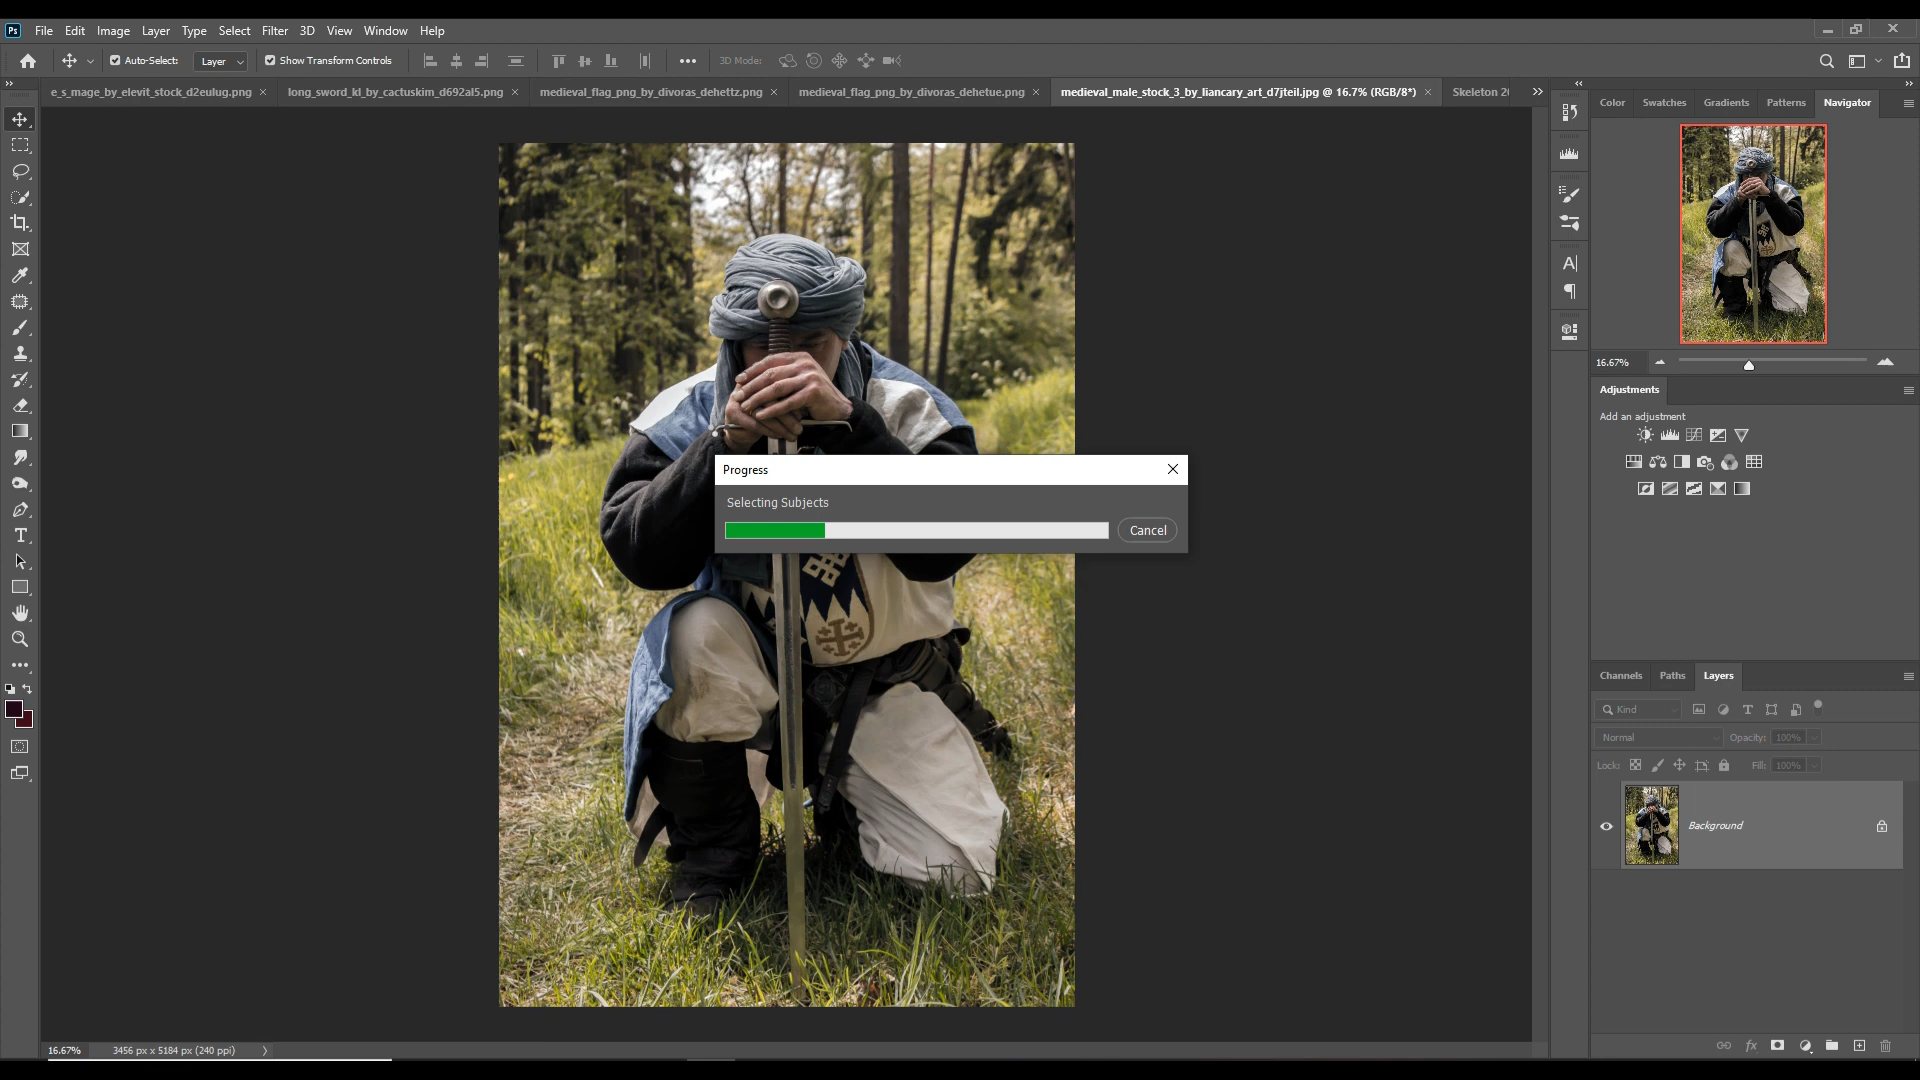 Ps File Edit Image Layer Type Select Filter 3D View Window Help
Auto-Select: Layer Show Transform Controls 3D Mode:
e_s_mage_by_elevit_stock_d2eulug.png long_sword_kl_by_cactuskim_d692al5.png medieval_flag_png_by_divoras_dehettz.png medieval_flag_png_by_divoras_dehetue.png medieval_male_stock_3_by_liancary_art_d7jteil.jpg @ 16.7% (RGB/8*) Skeleton 20
Color Swatches Gradients Patterns Navigator
16.67%
Adjustments
Add an adjustment
Progress
Selecting Subjects
Cancel
Channels Paths Layers
Kind
Normal Opacity: 100%
Lock: Fill: 100%
Background
16.67% 3456 px x 5184 px (240 ppi)